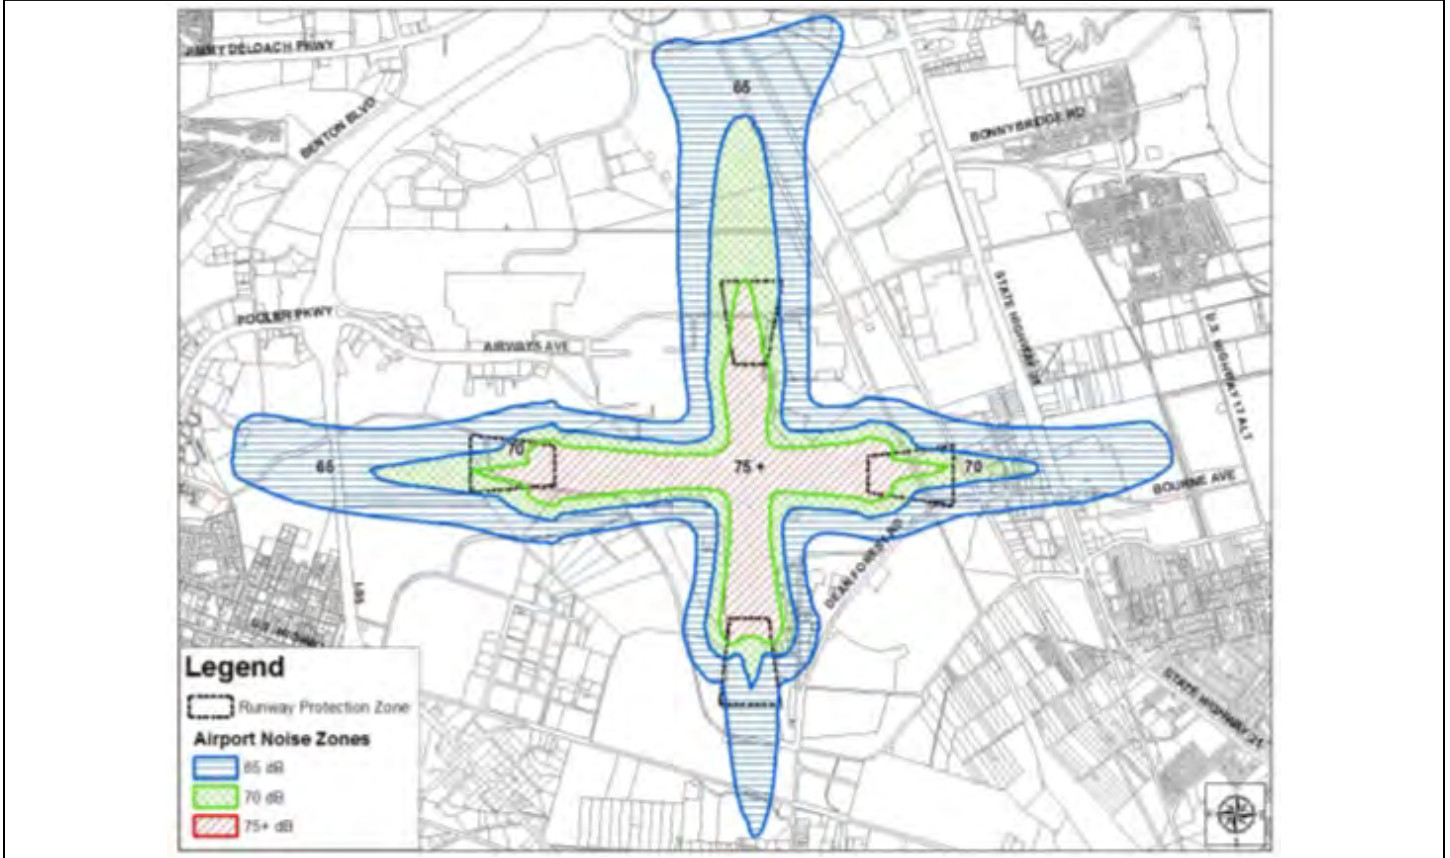 JIMMY DELOACH PKWY
65
BENTON BLVD
BONNYBRIDGE RD
STATE HIGHWAY 25
U.S. HIGHWAY 17 ALT
POOLER PKWY
AIRWAYS AVE
70
65
75 +
70
BOURNE AVE
DEAN FOREST RD
I-95
STATE HIGHWAY 21
Legend
Runway Protection Zone
Airport Noise Zones
65 dB
70 dB
75+ dB